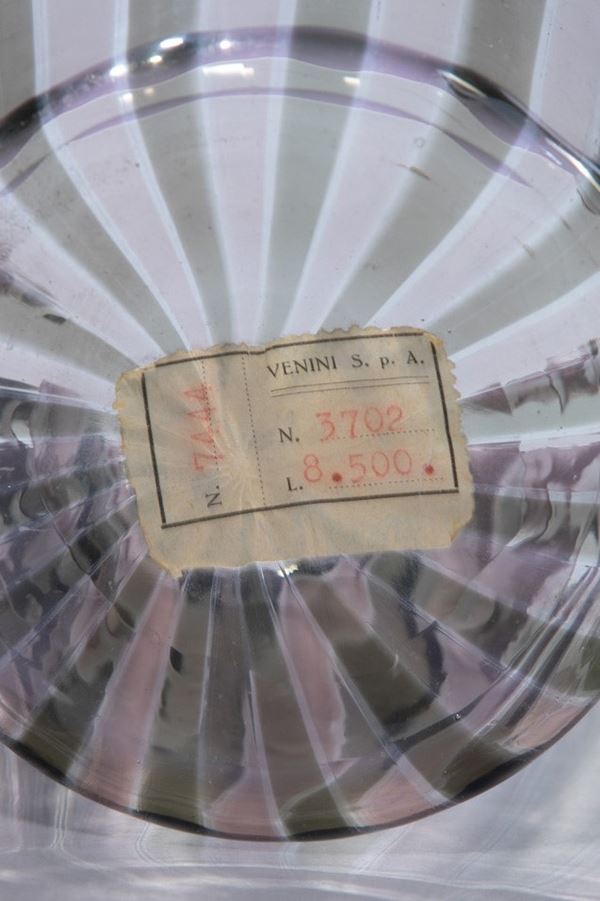 VENINI S. p. A.
N. 3702
L. 8.500.
N. 7444